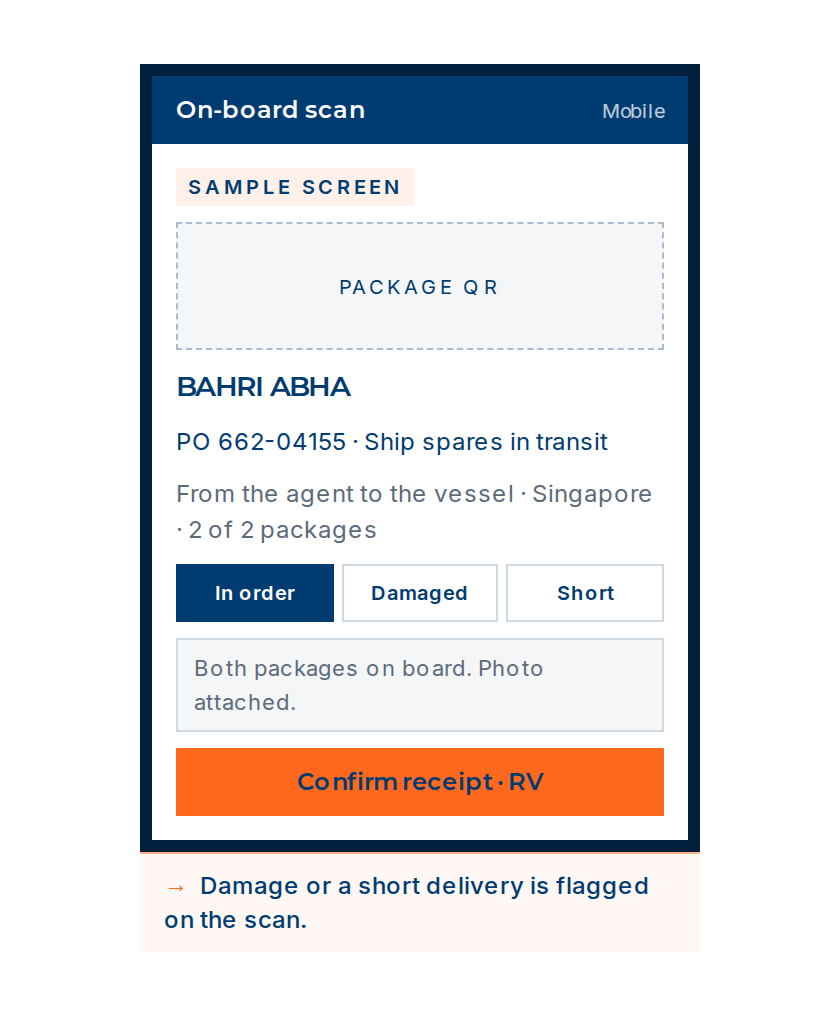 On-board scan
Mobile
SAMPLE SCREEN
PACKAGE QR
BAHRI ABHA
PO 662-04155 · Ship spares in transit
From the agent to the vessel · Singapore
· 2 of 2 packages
In order
Damaged
Short
Both packages on board. Photo
attached.
Confirm receipt · RV
→ Damage or a short delivery is flagged
on the scan.